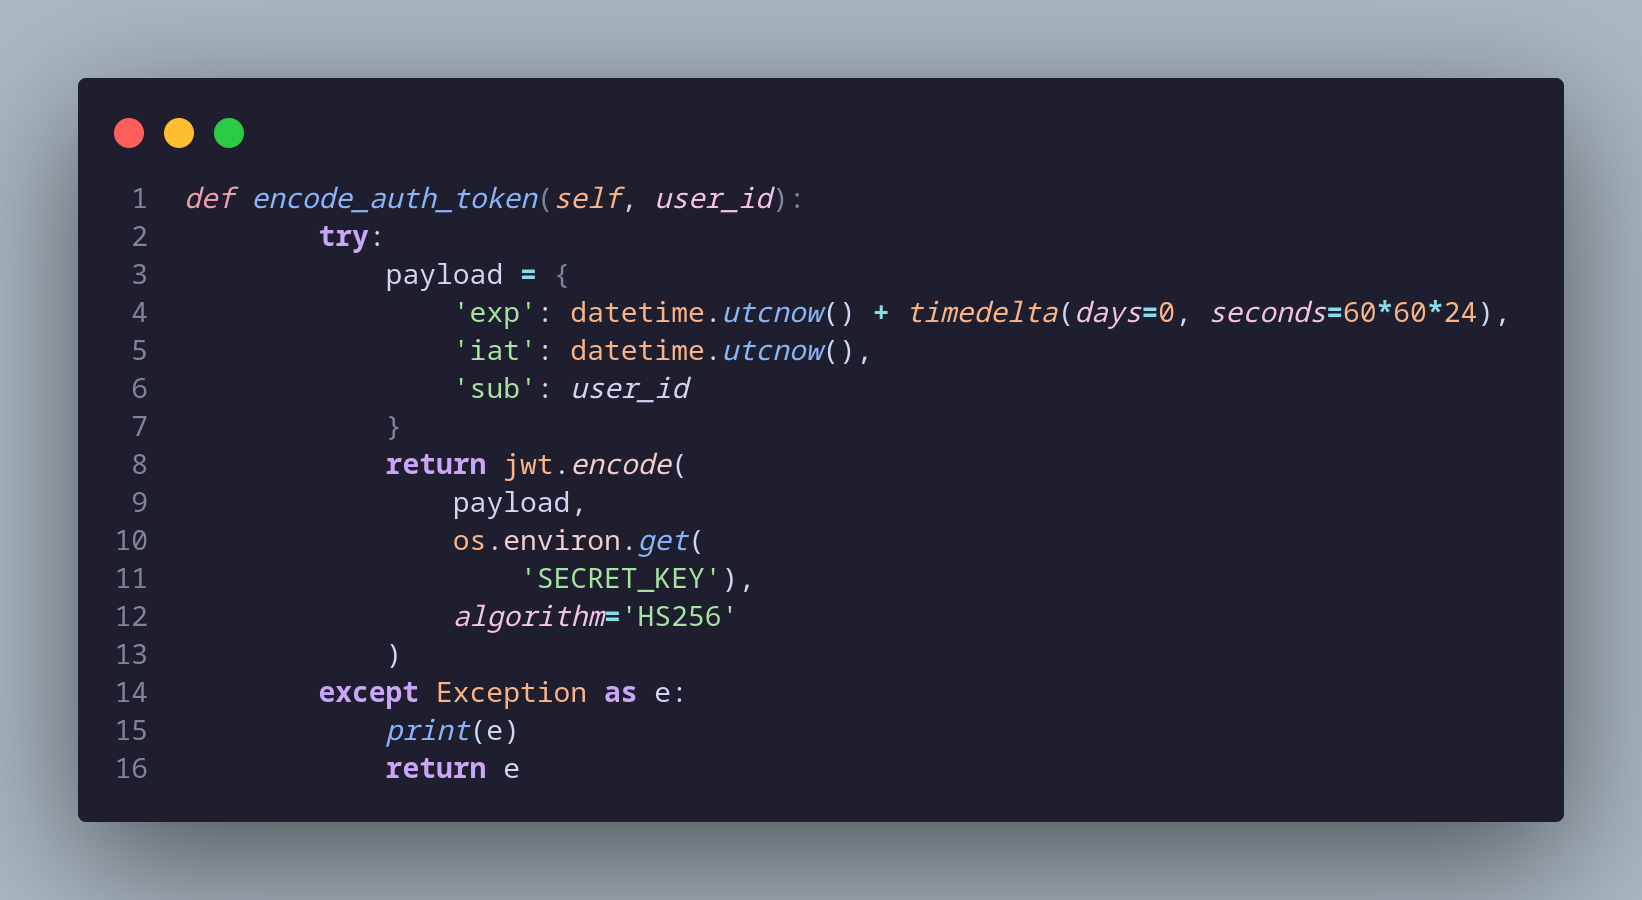 1 def encode_auth_token(self, user_id):
2         try:
3             payload = {
4                 'exp': datetime.utcnow() + timedelta(days=0, seconds=60*60*24),
5                 'iat': datetime.utcnow(),
6                 'sub': user_id
7             }
8             return jwt.encode(
9                 payload,
10                 os.environ.get(
11                     'SECRET_KEY'),
12                 algorithm='HS256'
13             )
14         except Exception as e:
15             print(e)
16             return e